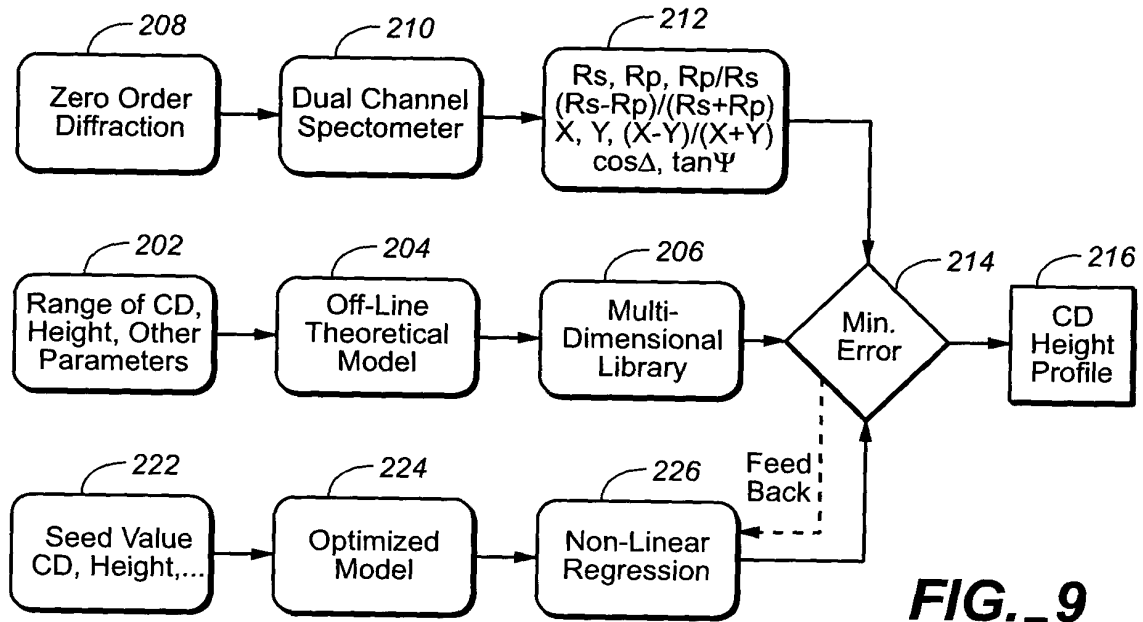 208
Zero Order
Diffraction
210
Dual Channel
Spectometer
212
Rs, Rp, Rp/Rs
(Rs-Rp)/(Rs+Rp)
X, Y, (X-Y)/(X+Y)
cosΔ, tanΨ
202
Range of CD,
Height, Other
Parameters
204
Off-Line
Theoretical
Model
206
Multi-
Dimensional
Library
214
Min.
Error
216
CD
Height
Profile
222
Seed Value
CD, Height,...
224
Optimized
Model
226
Non-Linear
Regression
Feed
Back
FIG._9